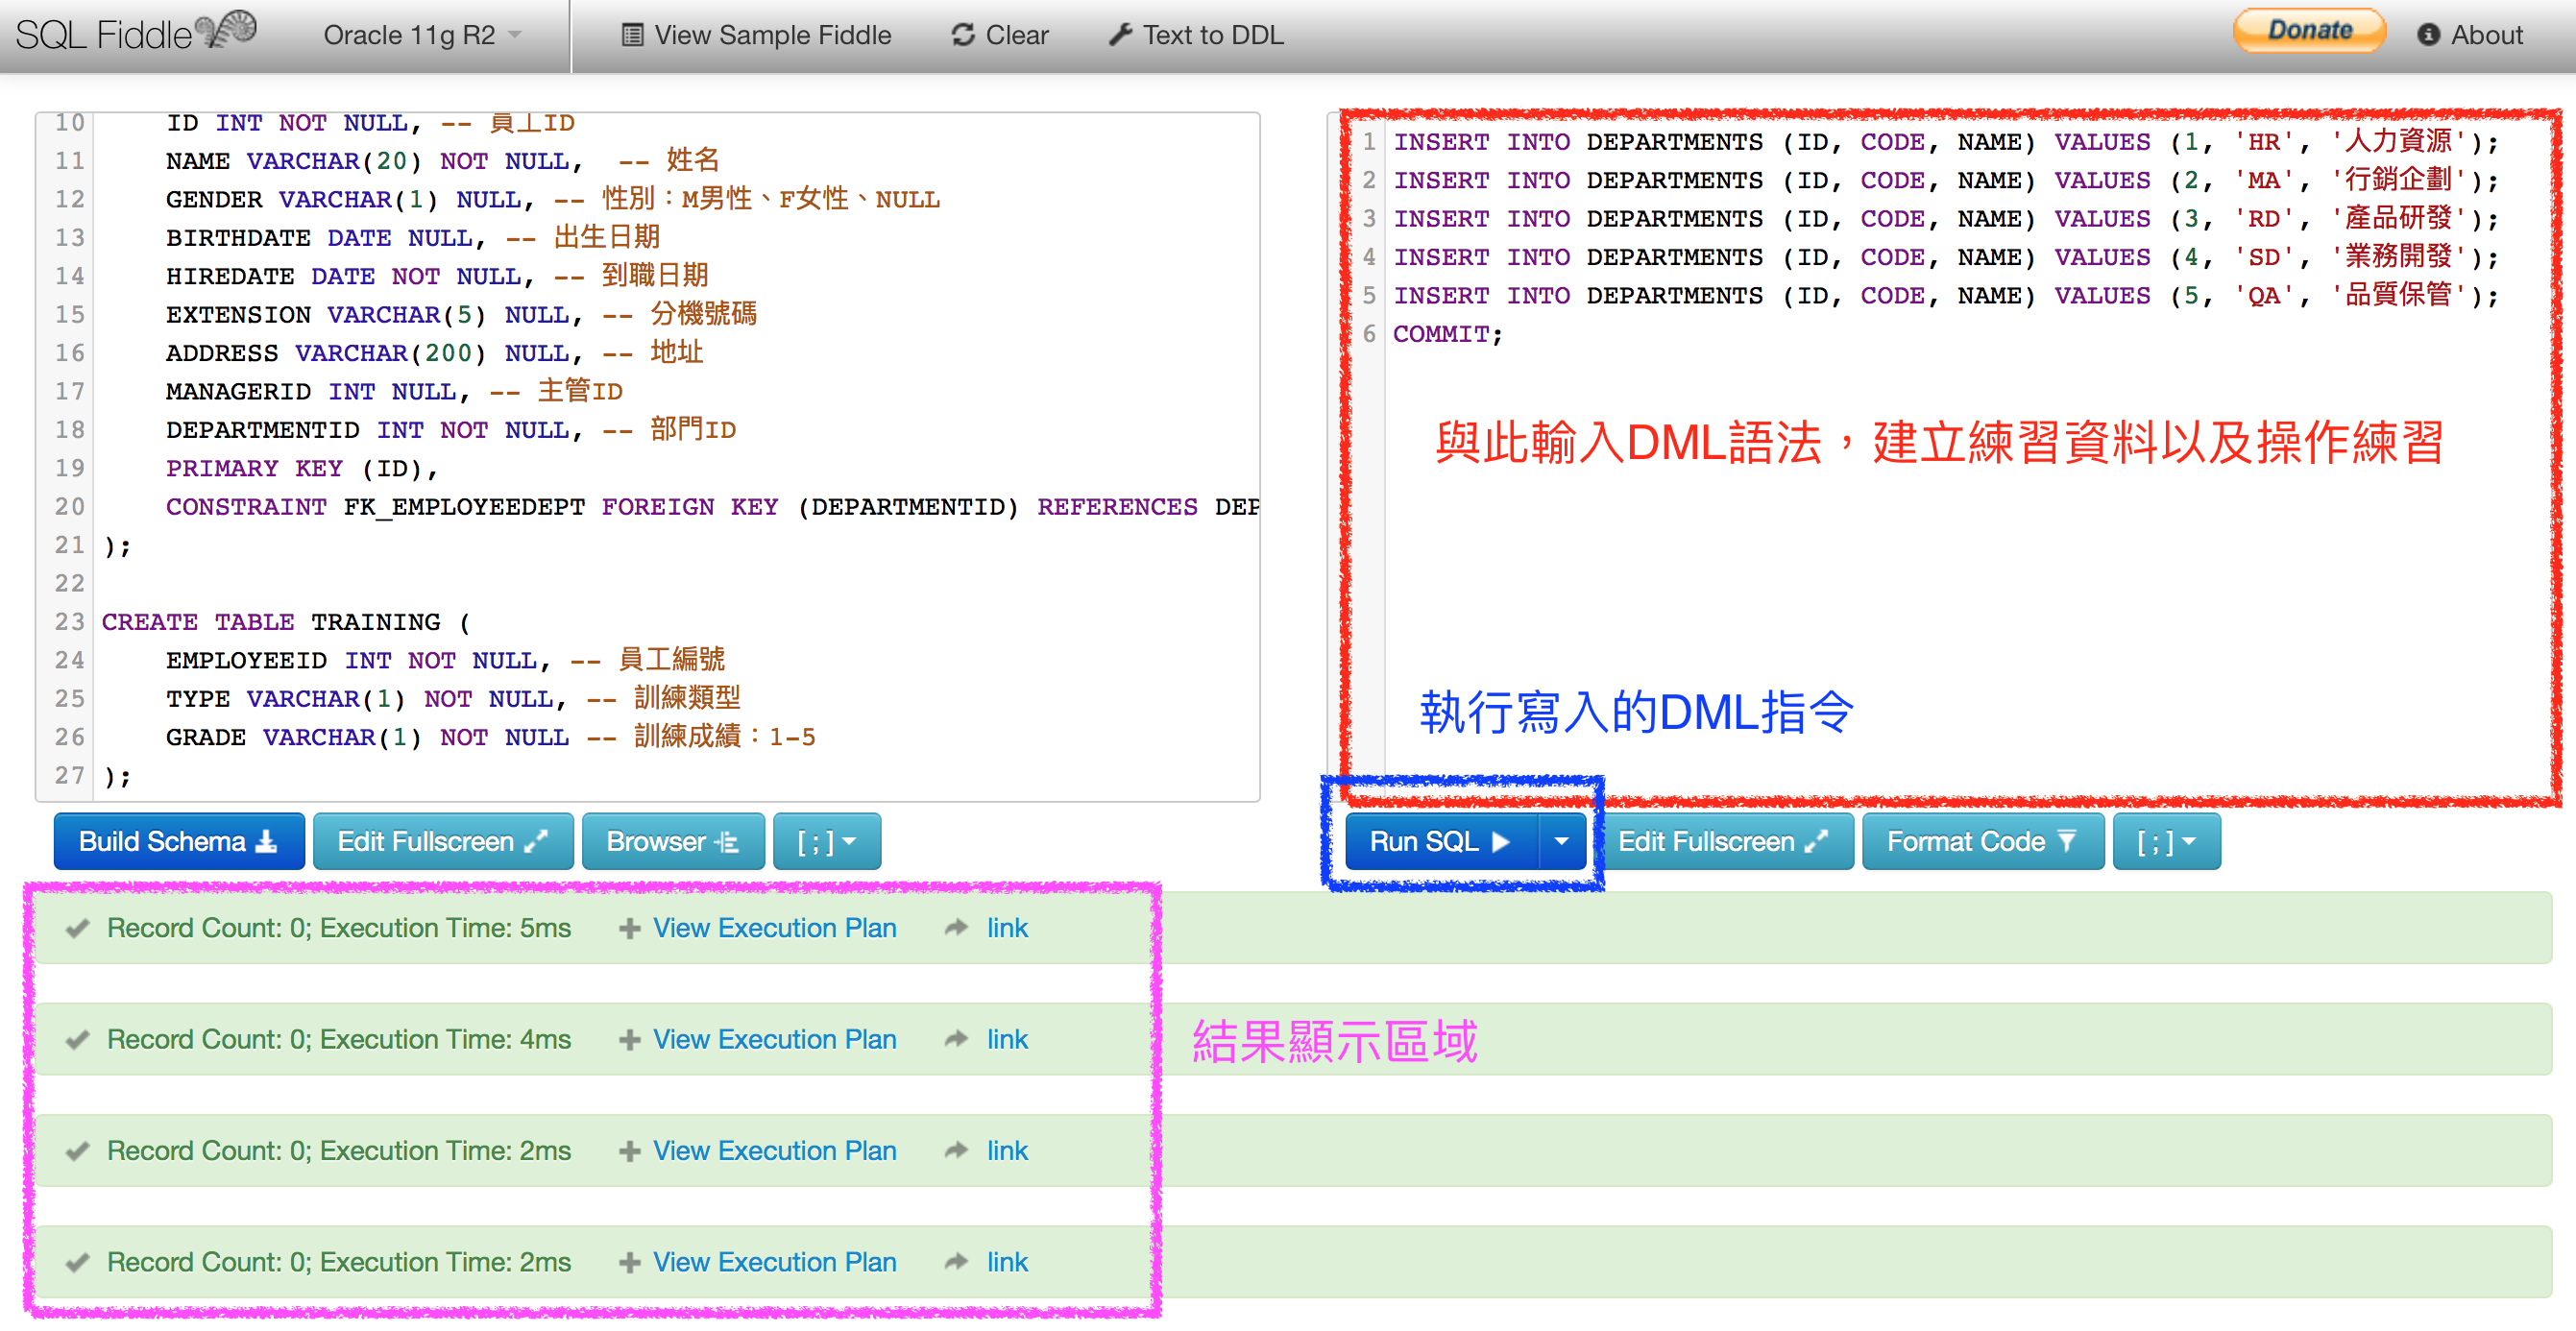 SQL Fiddle
Oracle 11g R2
View Sample Fiddle
Clear
Text to DDL
Donate
About
10 ID INT NOT NULL, -- 員工ID
11 NAME VARCHAR(20) NOT NULL, -- 姓名
12 GENDER VARCHAR(1) NULL, -- 性別：M男性、F女性、NULL
13 BIRTHDATE DATE NULL, -- 出生日期
14 HIREDATE DATE NOT NULL, -- 到職日期
15 EXTENSION VARCHAR(5) NULL, -- 分機號碼
16 ADDRESS VARCHAR(200) NULL, -- 地址
17 MANAGERID INT NULL, -- 主管ID
18 DEPARTMENTID INT NOT NULL, -- 部門ID
19 PRIMARY KEY (ID),
20 CONSTRAINT FK_EMPLOYEEDEPT FOREIGN KEY (DEPARTMENTID) REFERENCES DEP
21 );
22
23 CREATE TABLE TRAINING (
24 EMPLOYEEID INT NOT NULL, -- 員工編號
25 TYPE VARCHAR(1) NOT NULL, -- 訓練類型
26 GRADE VARCHAR(1) NOT NULL -- 訓練成績：1-5
27 );
1 INSERT INTO DEPARTMENTS (ID, CODE, NAME) VALUES (1, 'HR', '人力資源');
2 INSERT INTO DEPARTMENTS (ID, CODE, NAME) VALUES (2, 'MA', '行銷企劃');
3 INSERT INTO DEPARTMENTS (ID, CODE, NAME) VALUES (3, 'RD', '產品研發');
4 INSERT INTO DEPARTMENTS (ID, CODE, NAME) VALUES (4, 'SD', '業務開發');
5 INSERT INTO DEPARTMENTS (ID, CODE, NAME) VALUES (5, 'QA', '品質保管');
6 COMMIT;
與此輸入DML語法，建立練習資料以及操作練習
執行寫入的DML指令
Build Schema
Edit Fullscreen
Browser
[ ; ]
Run SQL
Edit Fullscreen
Format Code
[ ; ]
Record Count: 0; Execution Time: 5ms View Execution Plan link
Record Count: 0; Execution Time: 4ms View Execution Plan link
結果顯示區域
Record Count: 0; Execution Time: 2ms View Execution Plan link
Record Count: 0; Execution Time: 2ms View Execution Plan link